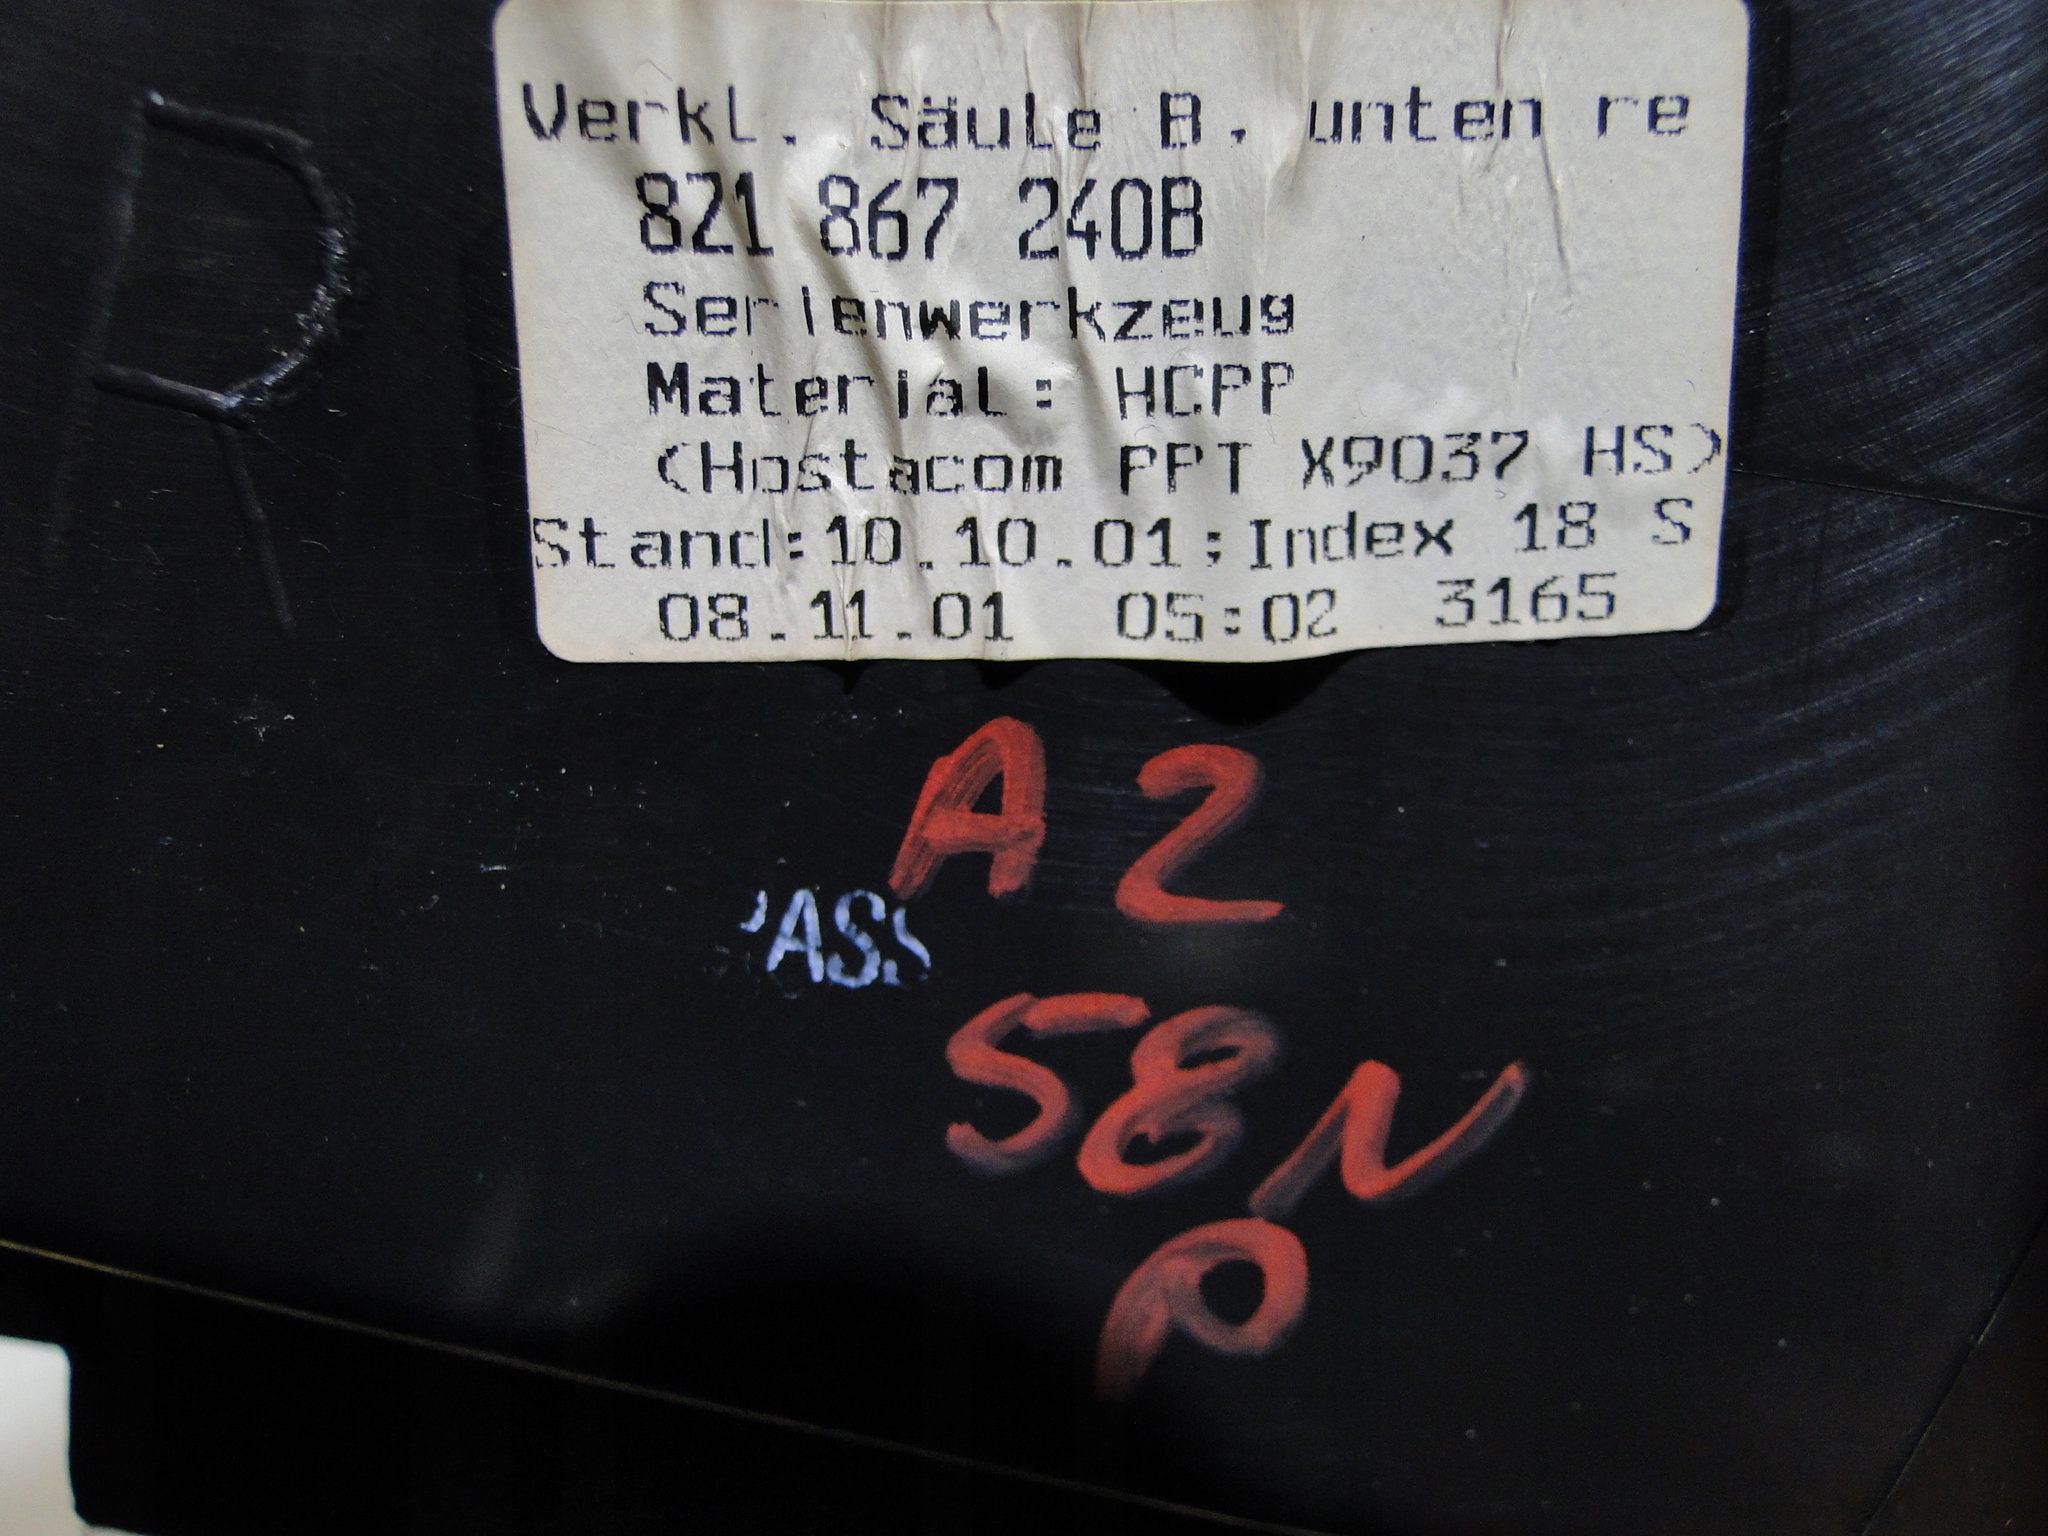 Verkl. Säule B, unten re
8Z1 867 240B
Serienwerkzeug
Material: HCPP
(Hostacom PPT X9037 HS)
Stand:10.10.01;Index 18 S
08.11.01 05:02 3165
R
A2
58N
P